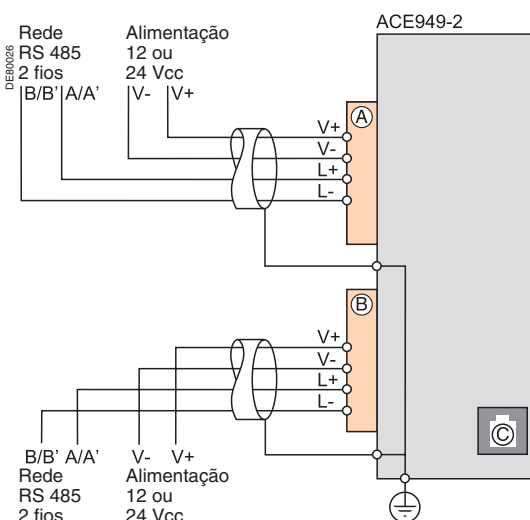 ACE949-2
Rede
RS 485
2 fios
Alimentação
12 ou
24 Vcc
DE80026
B/B' A/A' V- V+
A
V+
V-
L+
L-
B
V+
V-
L+
L-
C
B/B' A/A' V- V+
Rede
RS 485
2 fios
Alimentação
12 ou
24 Vcc